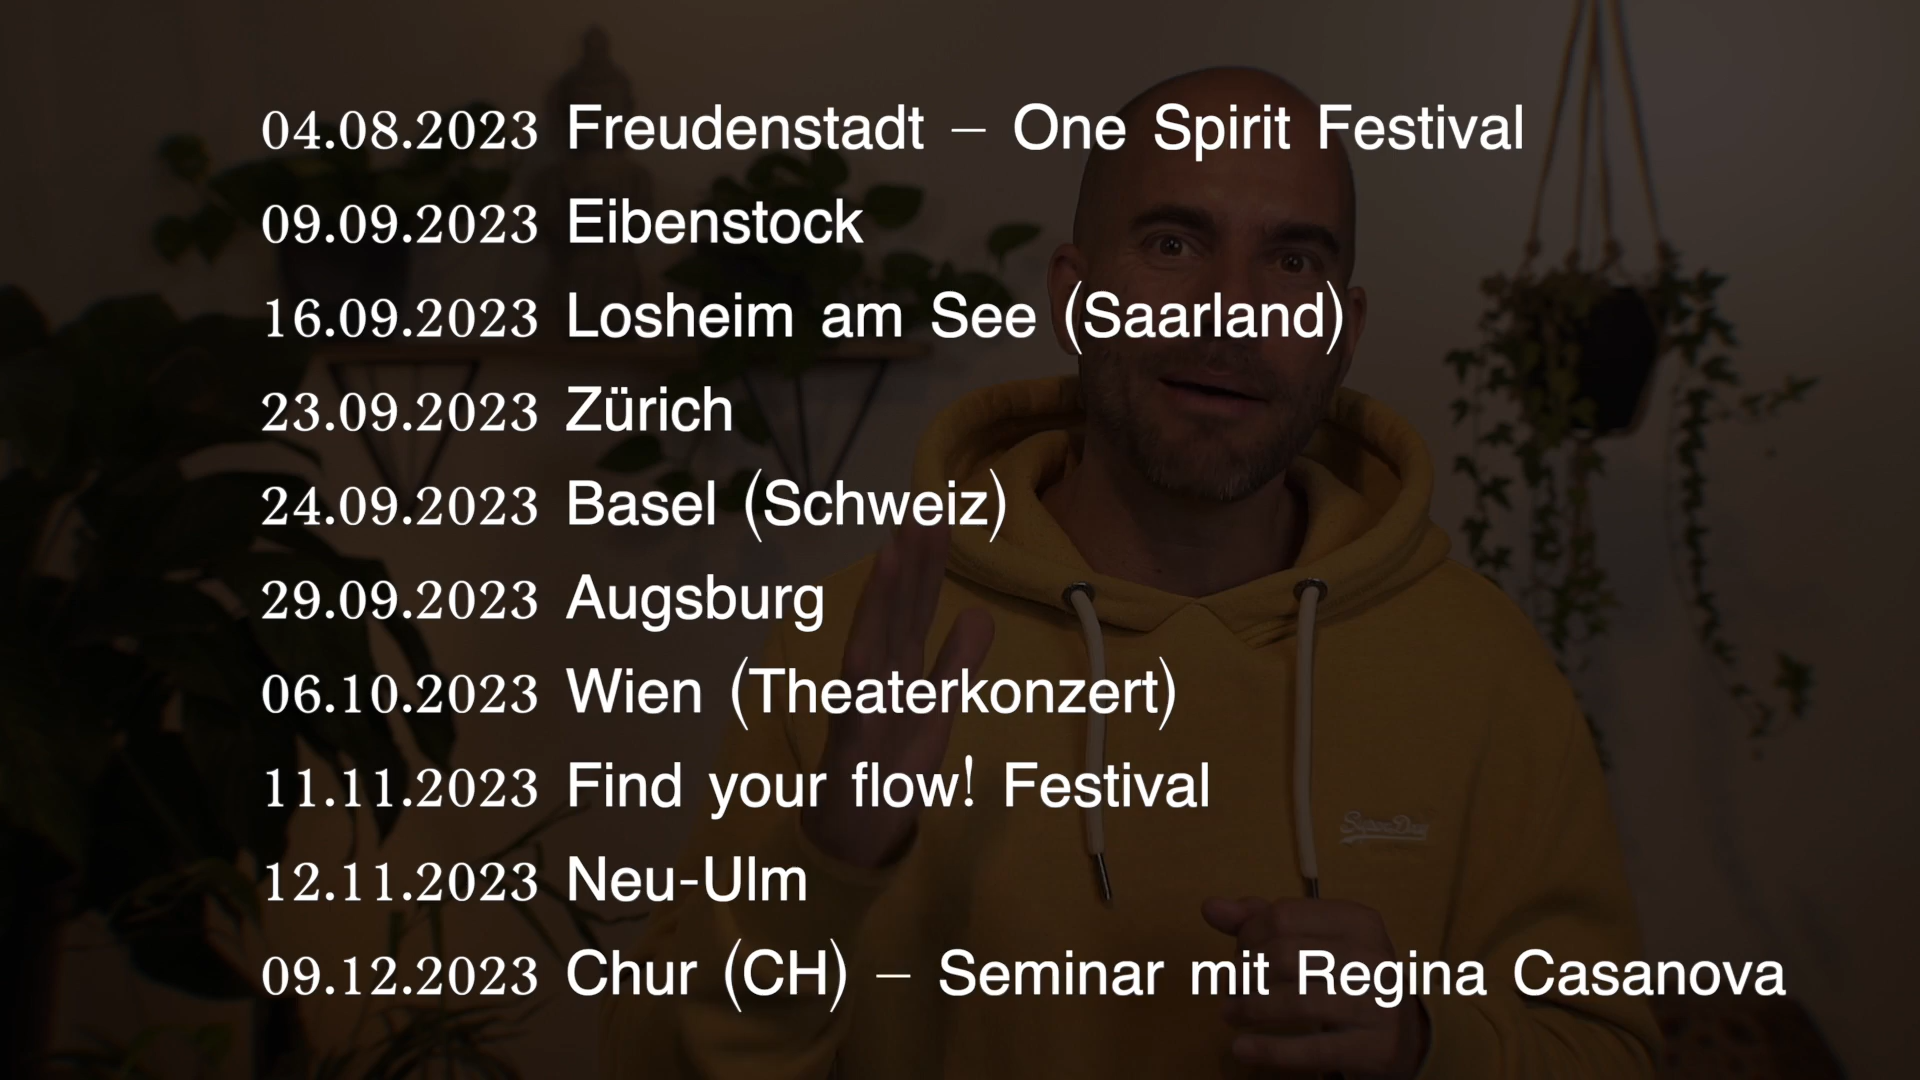 04.08.2023 Freudenstadt – One Spirit Festival
09.09.2023 Eibenstock
16.09.2023 Losheim am See (Saarland)
23.09.2023 Zürich
24.09.2023 Basel (Schweiz)
29.09.2023 Augsburg
06.10.2023 Wien (Theaterkonzert)
11.11.2023 Find your flow! Festival
SuperDry
12.11.2023 Neu-Ulm
09.12.2023 Chur (CH) – Seminar mit Regina Casanova